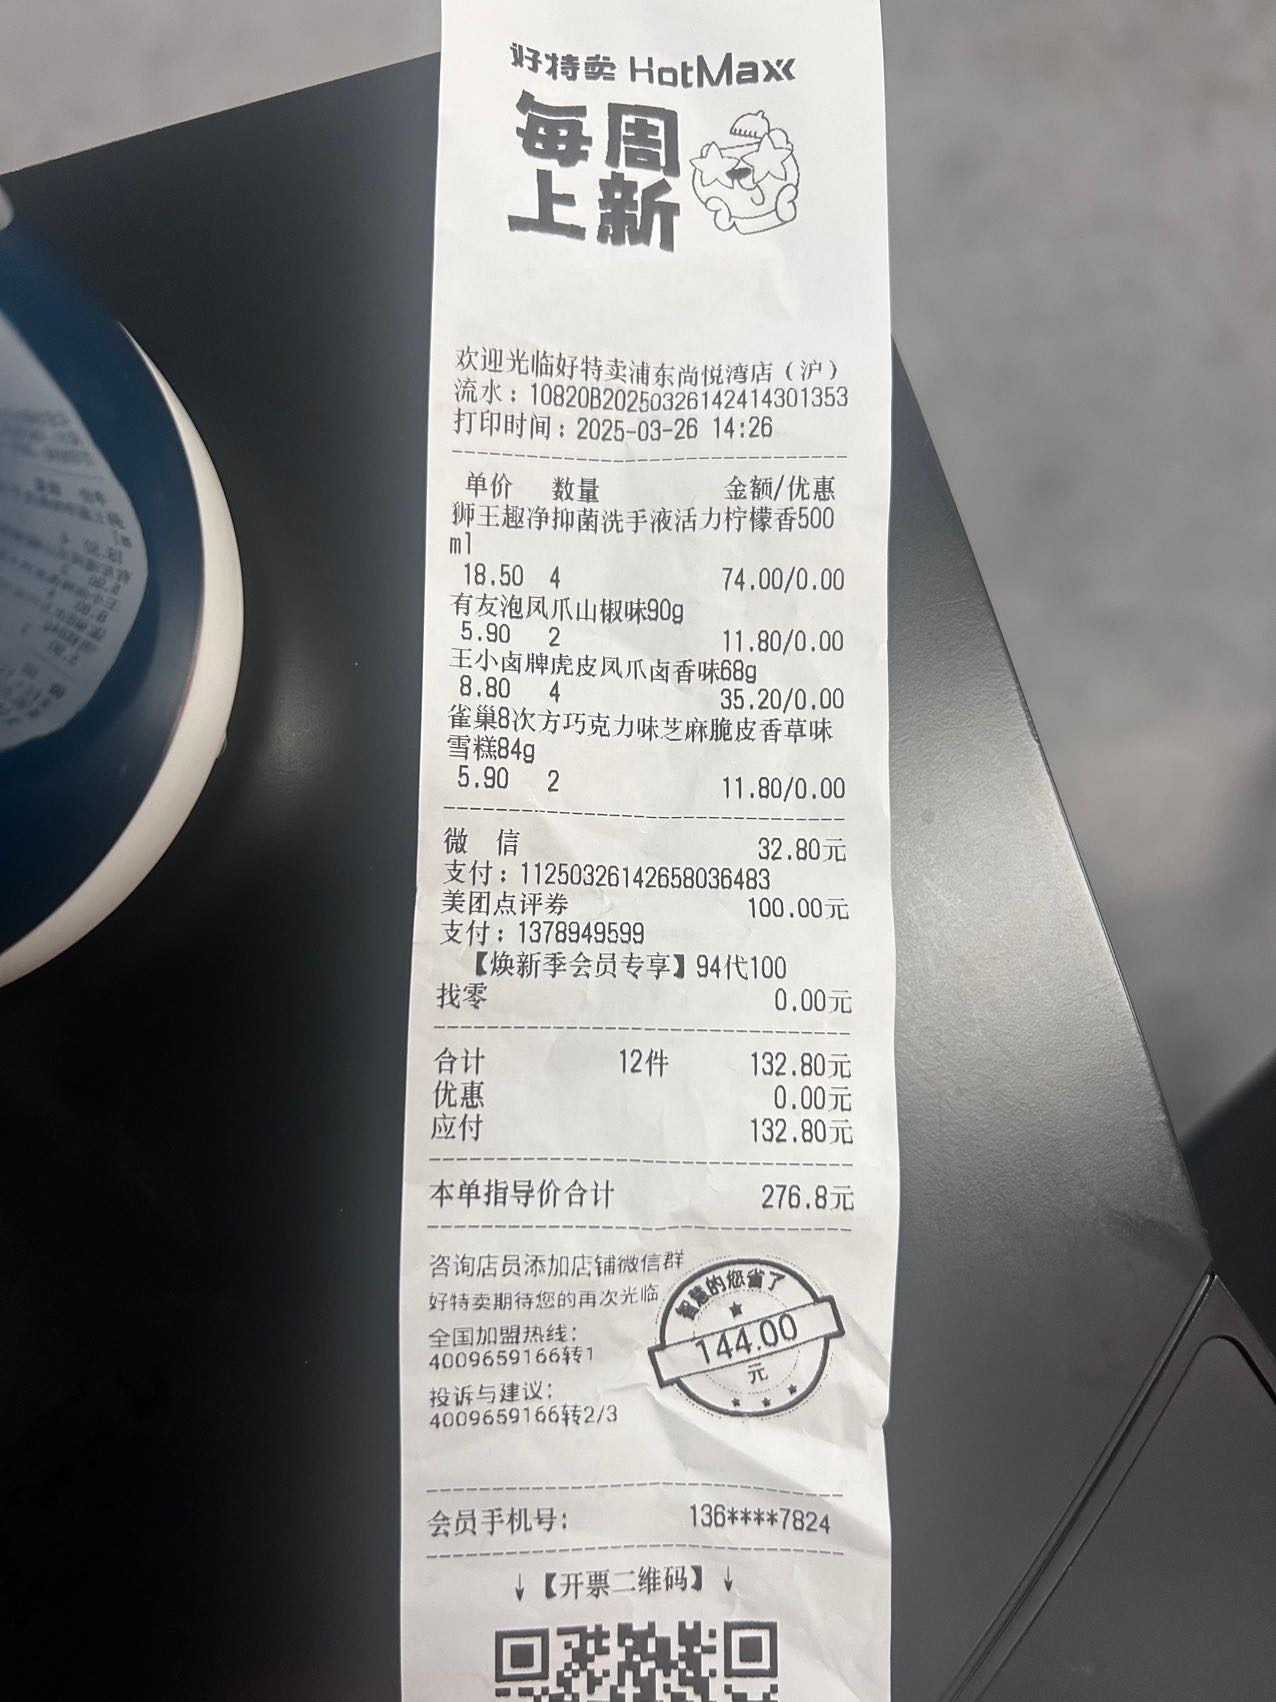 好特卖 HotMaxx
每周
上新
欢迎光临好特卖浦东尚悦湾店（沪）
流水：10820B20250326142414301353
打印时间：2025-03-26 14:26
单价 数量 金额/优惠
狮王趣净抑菌洗手液活力柠檬香500
ml
18.50 4 74.00/0.00
有友泡凤爪山椒味90g
5.90 2 11.80/0.00
王小卤牌虎皮凤爪卤香味68g
8.80 4 35.20/0.00
雀巢8次方巧克力味芝麻脆皮香草味
雪糕84g
5.90 2 11.80/0.00
微 信 32.80元
支付：11250326142658036483
美团点评券 100.00元
支付：1378949599
【焕新季会员专享】94代100
找零 0.00元
合计 12件 132.80元
优惠 0.00元
应付 132.80元
本单指导价合计 276.8元
咨询店员添加店铺微信群
好特卖期待您的再次光临
全国加盟热线：
4009659166转1
投诉与建议：
4009659166转2/3
智慧的您省了
144.00
元
会员手机号： 136****7824
↓【开票二维码】↓